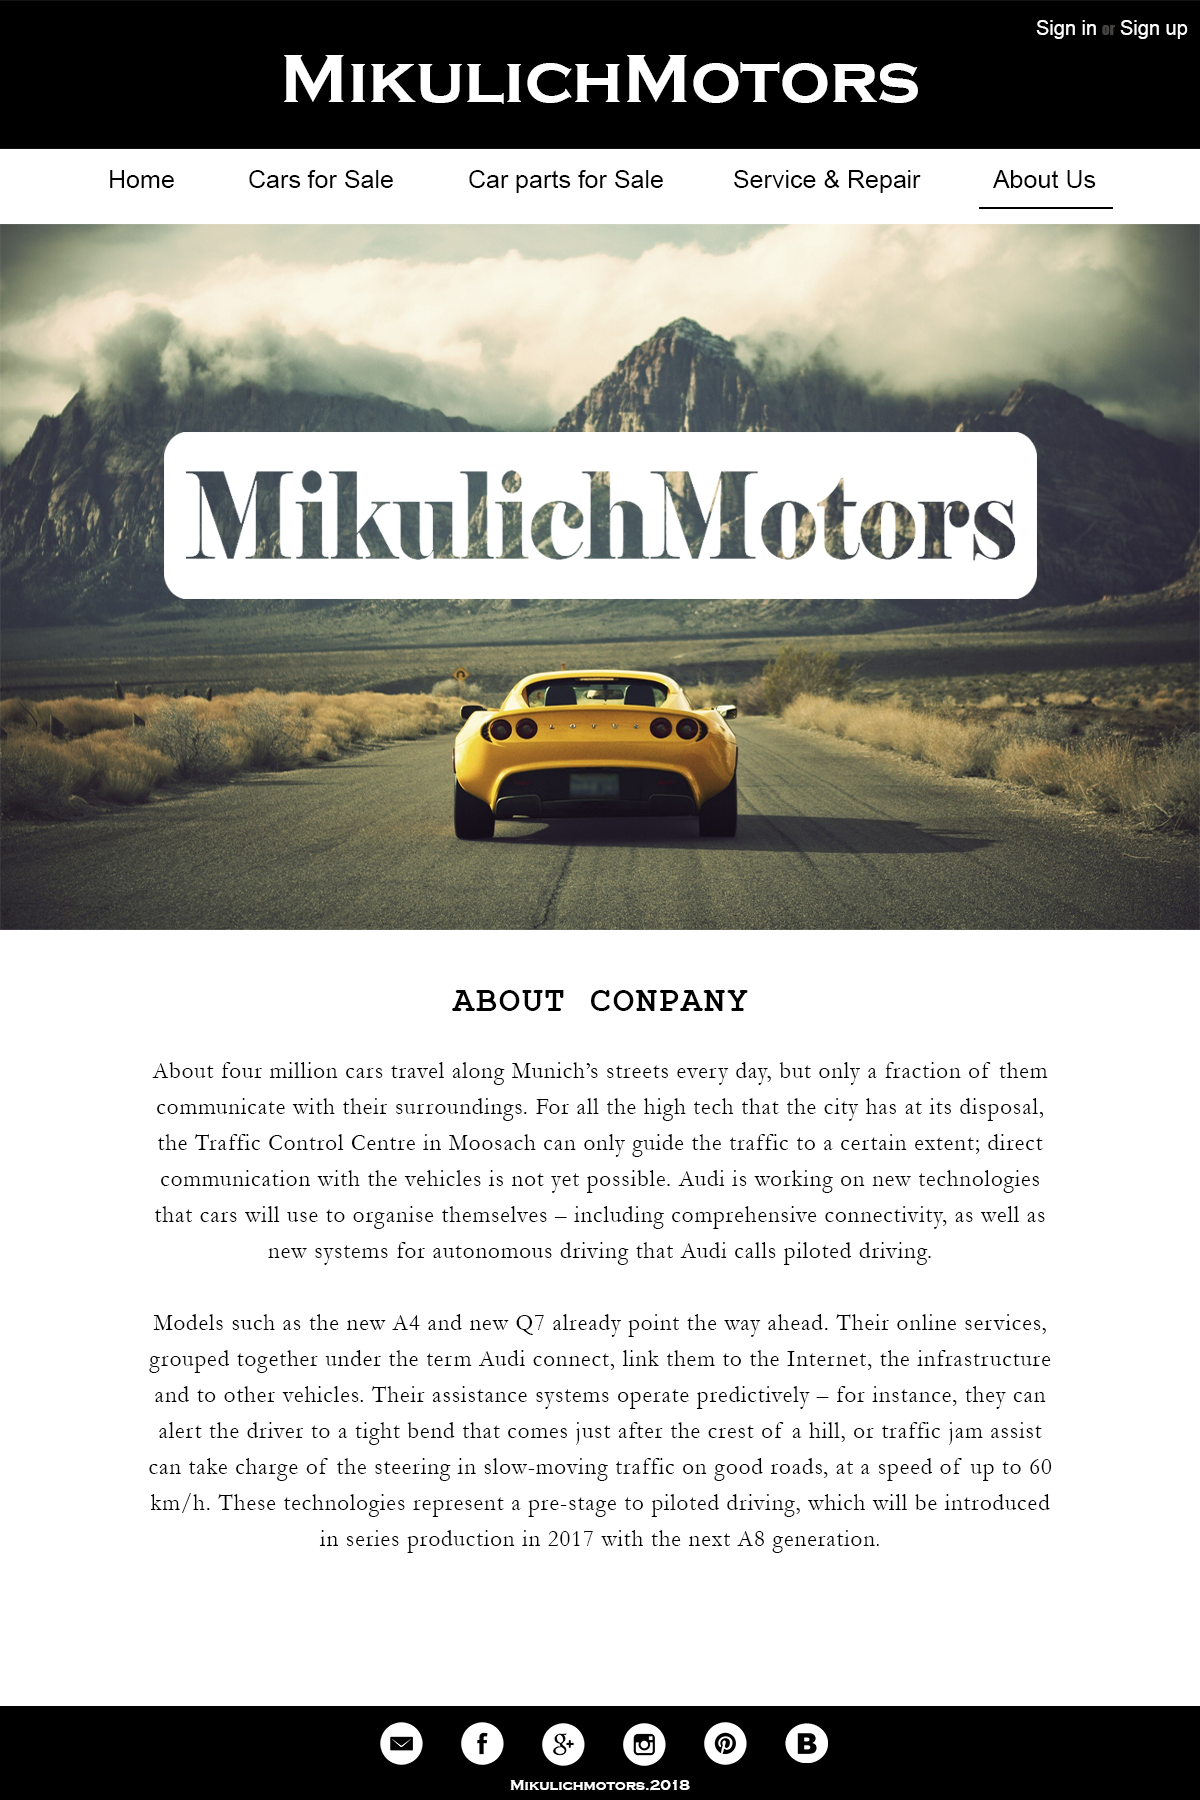 Sign in or Sign up
MIKULICHMOTORS
Home Cars for Sale Car parts for Sale Service & Repair About Us
MikulichMotors
LOTUS
ABOUT CONPANY
About four million cars travel along Munich’s streets every day, but only a fraction of them
communicate with their surroundings. For all the high tech that the city has at its disposal,
the Traffic Control Centre in Moosach can only guide the traffic to a certain extent; direct
communication with the vehicles is not yet possible. Audi is working on new technologies
that cars will use to organise themselves – including comprehensive connectivity, as well as
new systems for autonomous driving that Audi calls piloted driving.
Models such as the new A4 and new Q7 already point the way ahead. Their online services,
grouped together under the term Audi connect, link them to the Internet, the infrastructure
and to other vehicles. Their assistance systems operate predictively – for instance, they can
alert the driver to a tight bend that comes just after the crest of a hill, or traffic jam assist
can take charge of the steering in slow-moving traffic on good roads, at a speed of up to 60
km/h. These technologies represent a pre-stage to piloted driving, which will be introduced
in series production in 2017 with the next A8 generation.
f g+ B
MIKULICHMOTORS.2018